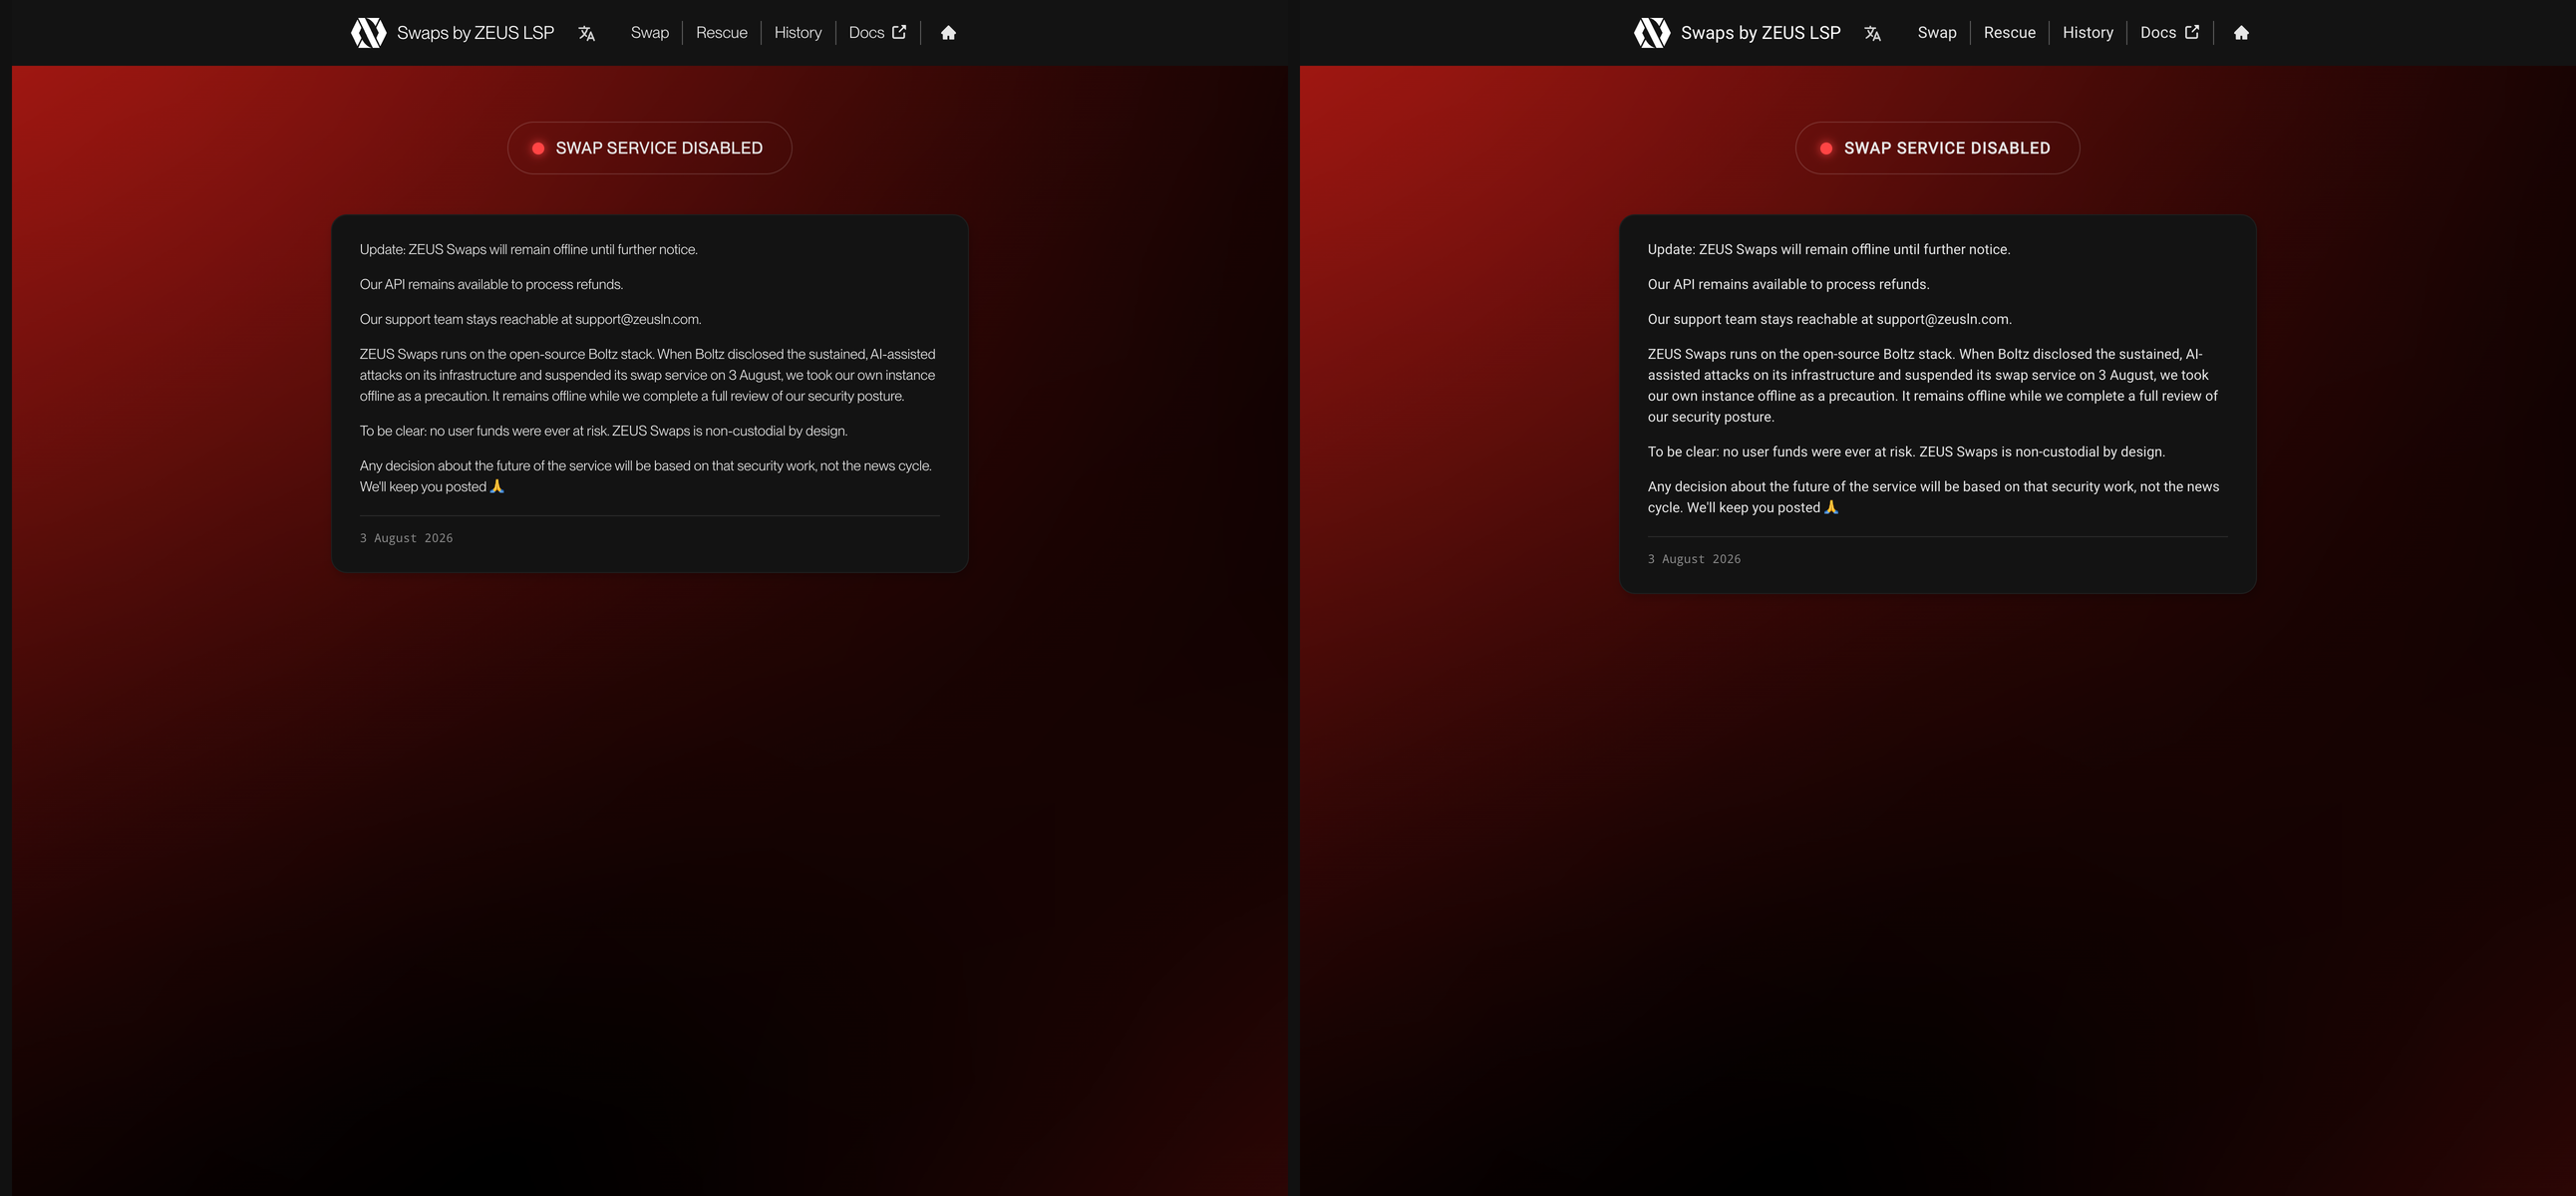 Swaps by ZEUS LSP
Swap
Rescue
History
Docs
SWAP SERVICE DISABLED
Update: ZEUS Swaps will remain offline until further notice.
Our API remains available to process refunds.
Our support team stays reachable at support@zeusln.com.
ZEUS Swaps runs on the open-source Boltz stack. When Boltz disclosed the sustained, AI-assisted
attacks on its infrastructure and suspended its swap service on 3 August, we took our own instance
offline as a precaution. It remains offline while we complete a full review of our security posture.
To be clear: no user funds were ever at risk. ZEUS Swaps is non-custodial by design.
Any decision about the future of the service will be based on that security work, not the news cycle.
We'll keep you posted 🙏
3 August 2026
Swaps by ZEUS LSP
Swap
Rescue
History
Docs
SWAP SERVICE DISABLED
Update: ZEUS Swaps will remain offline until further notice.
Our API remains available to process refunds.
Our support team stays reachable at support@zeusln.com.
ZEUS Swaps runs on the open-source Boltz stack. When Boltz disclosed the sustained, AI-
assisted attacks on its infrastructure and suspended its swap service on 3 August, we took
our own instance offline as a precaution. It remains offline while we complete a full review of
our security posture.
To be clear: no user funds were ever at risk. ZEUS Swaps is non-custodial by design.
Any decision about the future of the service will be based on that security work, not the news
cycle. We'll keep you posted 🙏
3 August 2026